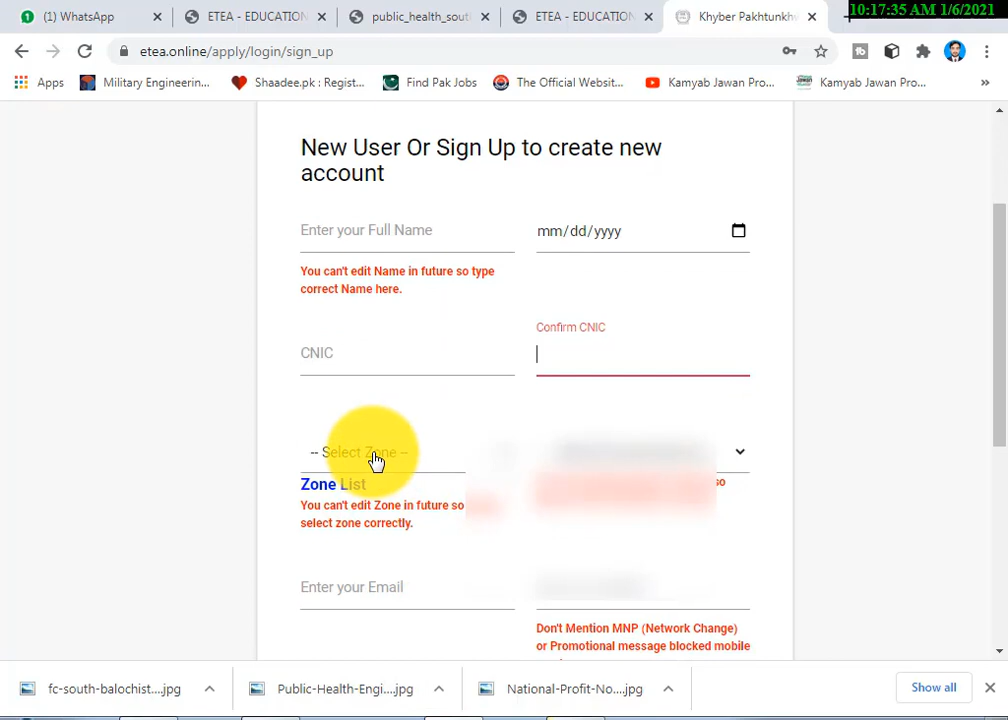 (1) WhatsApp
ETEA - EDUCATION
public_health_sout
ETEA - EDUCATION
Khyber Pakhtunkh
10:17:35 AM 1/6/2021
etea.online/apply/login/sign_up
Apps
Military Engineerin...
Shaadee.pk : Regist...
Find Pak Jobs
The Official Websit...
Kamyab Jawan Pro...
Kamyab Jawan Pro...
»
New User Or Sign Up to create new
account
Enter your Full Name
mm/dd/yyyy
You can't edit Name in future so type
correct Name here.
Confirm CNIC
CNIC
-- Select Zone --
Zone List
so
You can't edit Zone in future so
select zone correctly.
Enter your Email
Don't Mention MNP (Network Change)
or Promotional message blocked mobile
fc-south-balochist....jpg
Public-Health-Engi....jpg
National-Profit-No....jpg
Show all